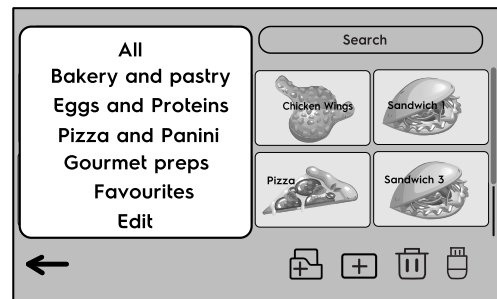 All
Bakery and pastry
Eggs and Proteins
Pizza and Panini
Gourmet preps
Favourites
Edit
Search
Chicken Wings
Sandwich 1
Pizza
Sandwich 3